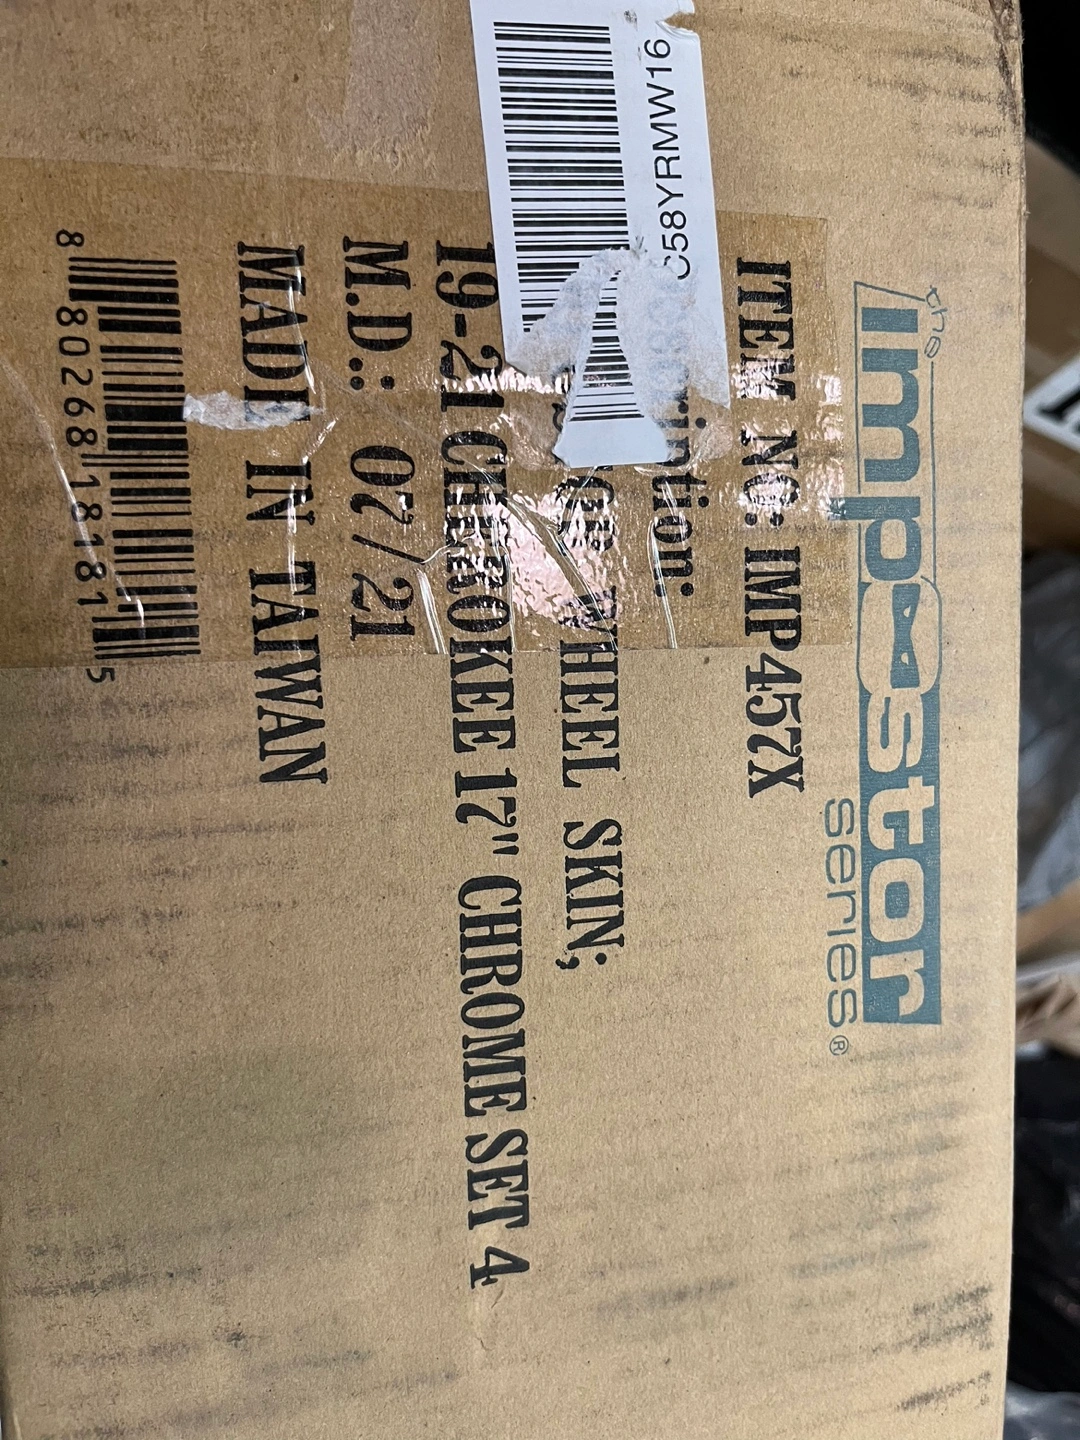 the
impostor
series®
ITEM NO: IMP457X
C58YRMW16
WHEEL SKIN;
19-21 CHEROKEE 17" CHROME SET 4
M.D.: 07/21
MADE IN TAIWAN
8 80268 18181 5